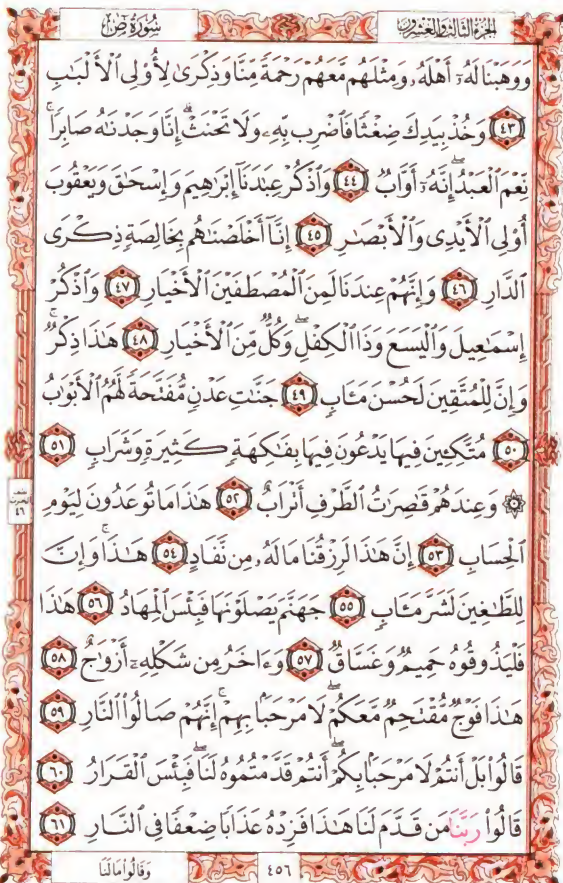 الجزء الثالث والعشرون
سورة ص
وَوَهَبْنَا لَهُۥٓ أَهْلَهُۥ وَمِثْلَهُم مَّعَهُمْ رَحْمَةً مِّنَّا وَذِكْرَىٰ لِأُو۟لِى ٱلْأَلْبَٰبِ
﴿٤٣﴾ وَخُذْ بِيَدِكَ ضِغْثًا فَٱضْرِب بِّهِۦ وَلَا تَحْنَثْ ۗ إِنَّا وَجَدْنَٰهُ صَابِرًا ۚ
نِّعْمَ ٱلْعَبْدُ ۖ إِنَّهُۥٓ أَوَّابٌ ﴿٤٤﴾ وَٱذْكُرْ عِبَٰدَنَآ إِبْرَٰهِيمَ وَإِسْحَٰقَ وَيَعْقُوبَ
أُو۟لِى ٱلْأَيْدِى وَٱلْأَبْصَٰرِ ﴿٤٥﴾ إِنَّآ أَخْلَصْنَٰهُم بِخَالِصَةٍ ذِكْرَى
ٱلدَّارِ ﴿٤٦﴾ وَإِنَّهُمْ عِندَنَا لَمِنَ ٱلْمُصْطَفَيْنَ ٱلْأَخْيَارِ ﴿٤٧﴾ وَٱذْكُرْ
إِسْمَٰعِيلَ وَٱلْيَسَعَ وَذَا ٱلْكِفْلِ ۖ وَكُلٌّ مِّنَ ٱلْأَخْيَارِ ﴿٤٨﴾ هَٰذَا ذِكْرٌ ۚ
وَإِنَّ لِلْمُتَّقِينَ لَحُسْنَ مَـَٔابٍ ﴿٤٩﴾ جَنَّٰتِ عَدْنٍ مُّفَتَّحَةً لَّهُمُ ٱلْأَبْوَٰبُ
﴿٥٠﴾ مُتَّكِـِٔينَ فِيهَا يَدْعُونَ فِيهَا بِفَٰكِهَةٍ كَثِيرَةٍ وَشَرَابٍ ﴿٥١﴾
۞ وَعِندَهُمْ قَٰصِرَٰتُ ٱلطَّرْفِ أَتْرَابٌ ﴿٥٢﴾ هَٰذَا مَا تُوعَدُونَ لِيَوْمِ
نصف الحزب ٤٦
ٱلْحِسَابِ ﴿٥٣﴾ إِنَّ هَٰذَا لَرِزْقُنَا مَا لَهُۥ مِن نَّفَادٍ ﴿٥٤﴾ هَٰذَا ۚ وَإِنَّ
لِلطَّٰغِينَ لَشَرَّ مَـَٔابٍ ﴿٥٥﴾ جَهَنَّمَ يَصْلَوْنَهَا فَبِئْسَ ٱلْمِهَادُ ﴿٥٦﴾ هَٰذَا
فَلْيَذُوقُوهُ حَمِيمٌ وَغَسَّاقٌ ﴿٥٧﴾ وَءَاخَرُ مِن شَكْلِهِۦٓ أَزْوَٰجٌ ﴿٥٨﴾
هَٰذَا فَوْجٌ مُّقْتَحِمٌ مَّعَكُمْ ۖ لَا مَرْحَبًۢا بِهِمْ ۚ إِنَّهُمْ صَالُوا۟ ٱلنَّارِ ﴿٥٩﴾
قَالُوا۟ بَلْ أَنتُمْ لَا مَرْحَبًۢا بِكُمْ ۖ أَنتُمْ قَدَّمْتُمُوهُ لَنَا ۖ فَبِئْسَ ٱلْقَرَارُ ﴿٦٠﴾
قَالُوا۟ رَبَّنَا مَن قَدَّمَ لَنَا هَٰذَا فَزِدْهُ عَذَابًا ضِعْفًا فِى ٱلنَّارِ ﴿٦١﴾
٤٥٦
وَقَالُوا۟ مَا لَنَا